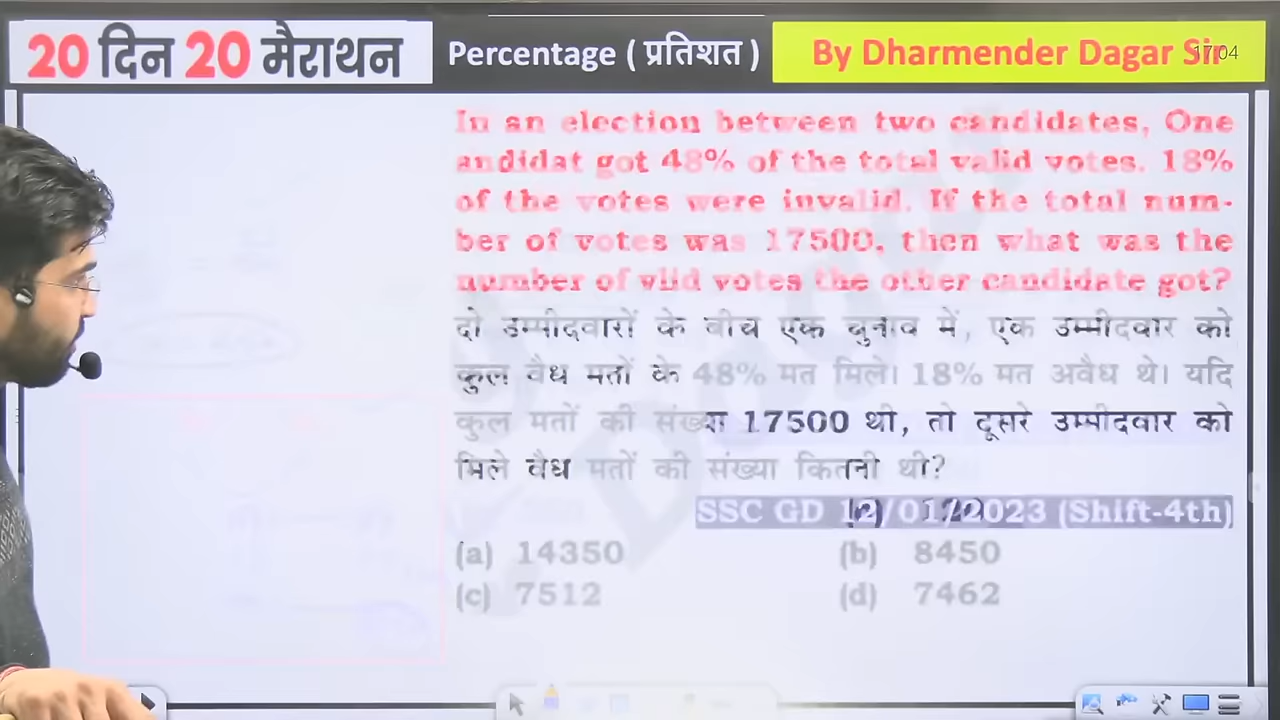 20 दिन 20 मैराथन
Percentage ( प्रतिशत )
By Dharmender Dagar Sir
17:04
In an election between two candidates, One
andidat got 48% of the total valid votes. 18%
of the votes were invalid. If the total num-
ber of votes was 17500, then what was the
number of vlid votes the other candidate got?
दो उम्मीदवारों के बीच एक चुनाव में, एक उम्मीदवार को
कुल वैध मतों के 48% मत मिले। 18% मत अवैध थे। यदि
कुल मतों की संख्या 17500 थी, तो दूसरे उम्मीदवार को
मिले वैध मतों की संख्या कितनी थी?
SSC GD 12/01/2023 (Shift-4th)
(a) 14350 (b) 8450
(c) 7512 (d) 7462